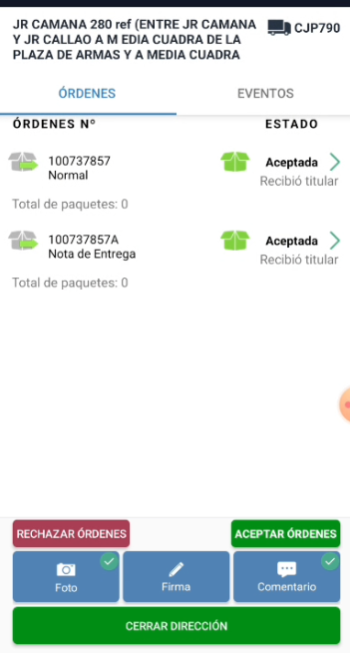 JR CAMANA 280 ref (ENTRE JR CAMANA
Y JR CALLAO A M EDIA CUADRA DE LA
PLAZA DE ARMAS Y A MEDIA CUADRA
CJP790
ÓRDENES
EVENTOS
ÓRDENES Nº
ESTADO
100737857
Normal
Aceptada
Recibió titular
Total de paquetes: 0
100737857A
Nota de Entrega
Aceptada
Recibió titular
Total de paquetes: 0
RECHAZAR ÓRDENES
ACEPTAR ÓRDENES
Foto
Firma
Comentario
CERRAR DIRECCIÓN